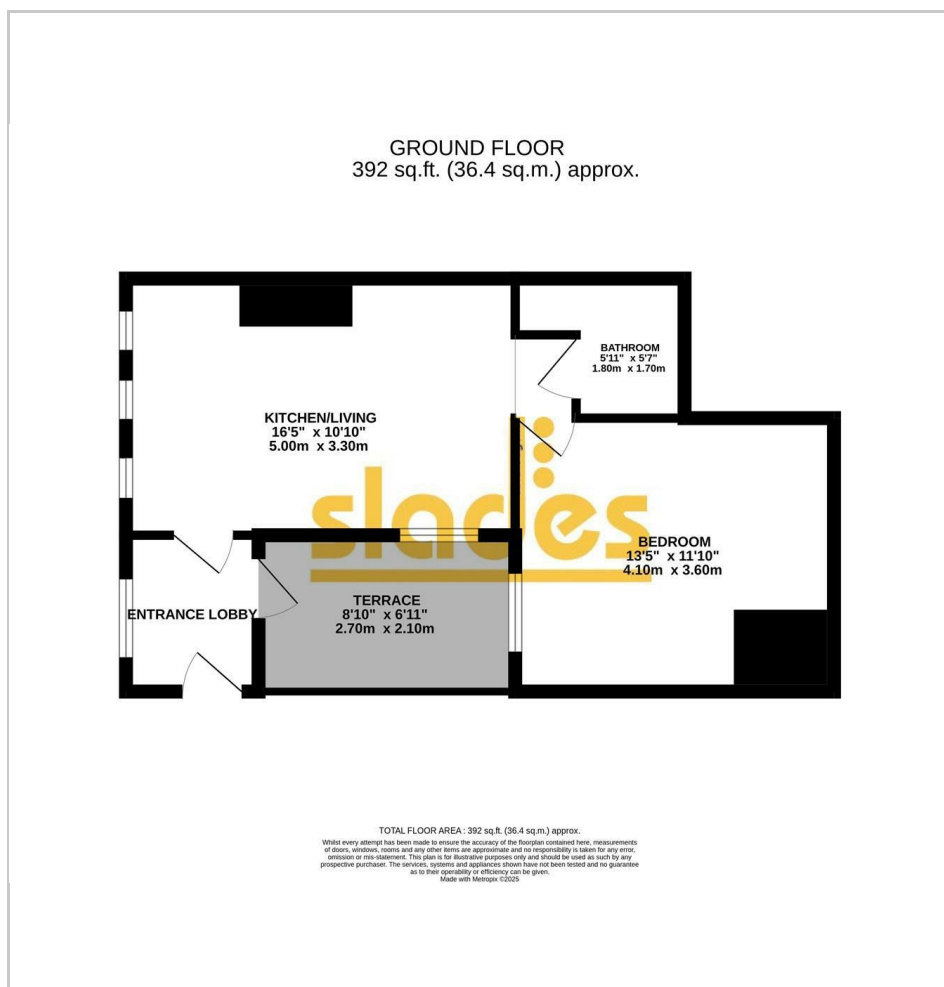 GROUND FLOOR
392 sq.ft. (36.4 sq.m.) approx.
BATHROOM
5'11" x 5'7"
1.80m x 1.70m
KITCHEN/LIVING
16'5" x 10'10"
5.00m x 3.30m
slades
BEDROOM
13'5" x 11'10"
4.10m x 3.60m
ENTRANCE LOBBY
TERRACE
8'10" x 6'11"
2.70m x 2.10m
TOTAL FLOOR AREA : 392 sq.ft. (36.4 sq.m.) approx.
Whilst every attempt has been made to ensure the accuracy of the floorplan contained here, measurements
of doors, windows, rooms and any other items are approximate and no responsibility is taken for any error,
omission or mis-statement. This plan is for illustrative purposes only and should be used as such by any
prospective purchaser. The services, systems and appliances shown have not been tested and no guarantee
as to their operability or efficiency can be given.
Made with Metropix ©2025